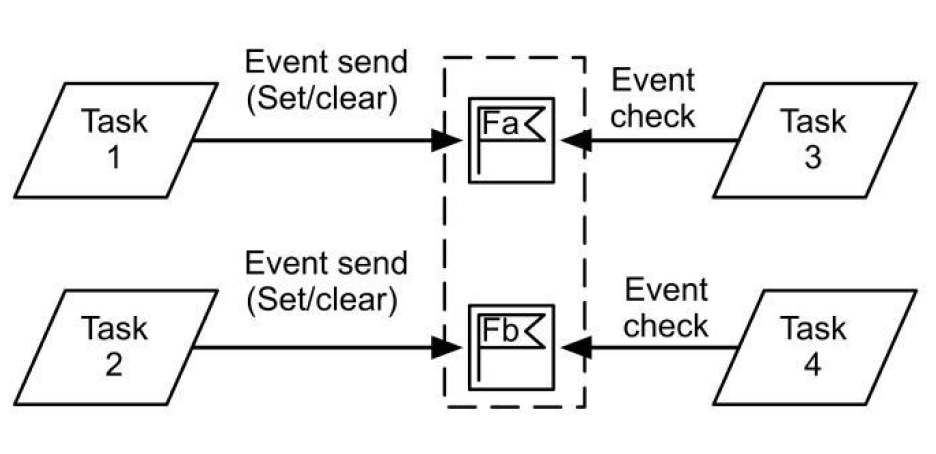 Event send
(Set/clear)
Event
check
Task
1
Fa
Task
3
Event send
(Set/clear)
Event
check
Task
2
Fb
Task
4